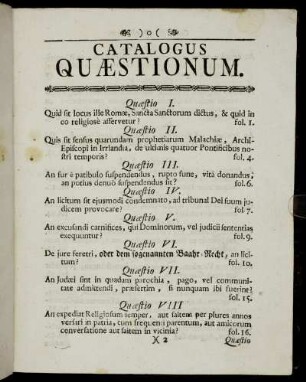 )o(
CATALOGUS
QUÆSTIONUM.
Quæstio I.
Quid sit locus ille Romæ, Sancta Sanctorum dictus, & quid in
eo religiosè asservetur? fol. 1.
Quæstio II.
Quis sit sensus quarundam prophetiarum Malachiæ, Archi-
Episcopi in Irrlandia, de ultimis quatuor Pontificibus no-
stri temporis? fol. 4.
Quæstio III.
An fur è patibulo suspendendus, rupto fune, vitâ donandus;
an potius denuò suspendendus sit? fol. 6.
Quæstio IV.
An licitum sit ejusmodi condemnato, ad tribunal Dei suum ju-
dicem provocare? fol. 7.
Quæstio V.
An excusandi carnifices, qui Dominorum, vel judicii sententias
exequuntur? fol. 9.
Quæstio VI.
De jure feretri, oder dem sogenannten Baahr-Recht, an lici-
tum? fol. 10.
Quæstio VII.
An Judæi sint in quadam parochia, pago, vel communi-
tate admittendi, præsertim, si nunquam ibi fuerint?
fol. 15.
Quæstio VIII
An expediat Religiosum semper, aut saltem per plures annos
versari in patria, cum frequenti parentum, aut amicorum
conversatione aut saltem in vicinia? fol. 16.
X 2 Quæstio